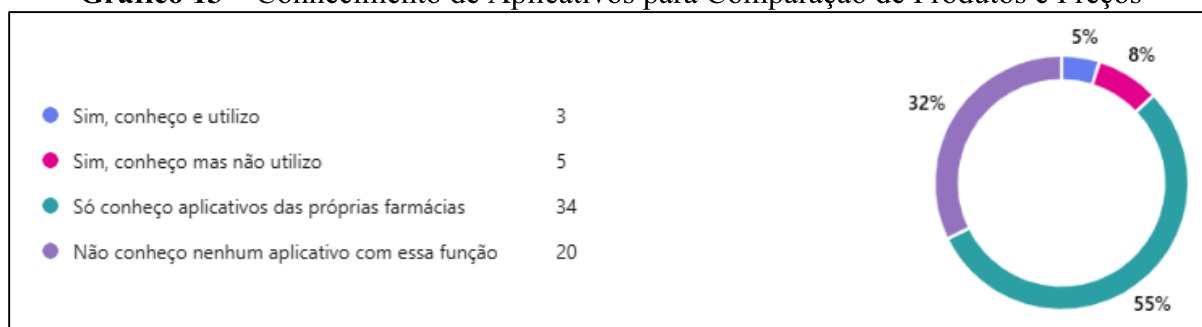 Gráfico 13 – Conhecimento de Aplicativos para Comparação de Produtos e Preços
Sim, conheço e utilizo 3
Sim, conheço mas não utilizo 5
Só conheço aplicativos das próprias farmácias 34
Não conheço nenhum aplicativo com essa função 20
5%
8%
32%
55%